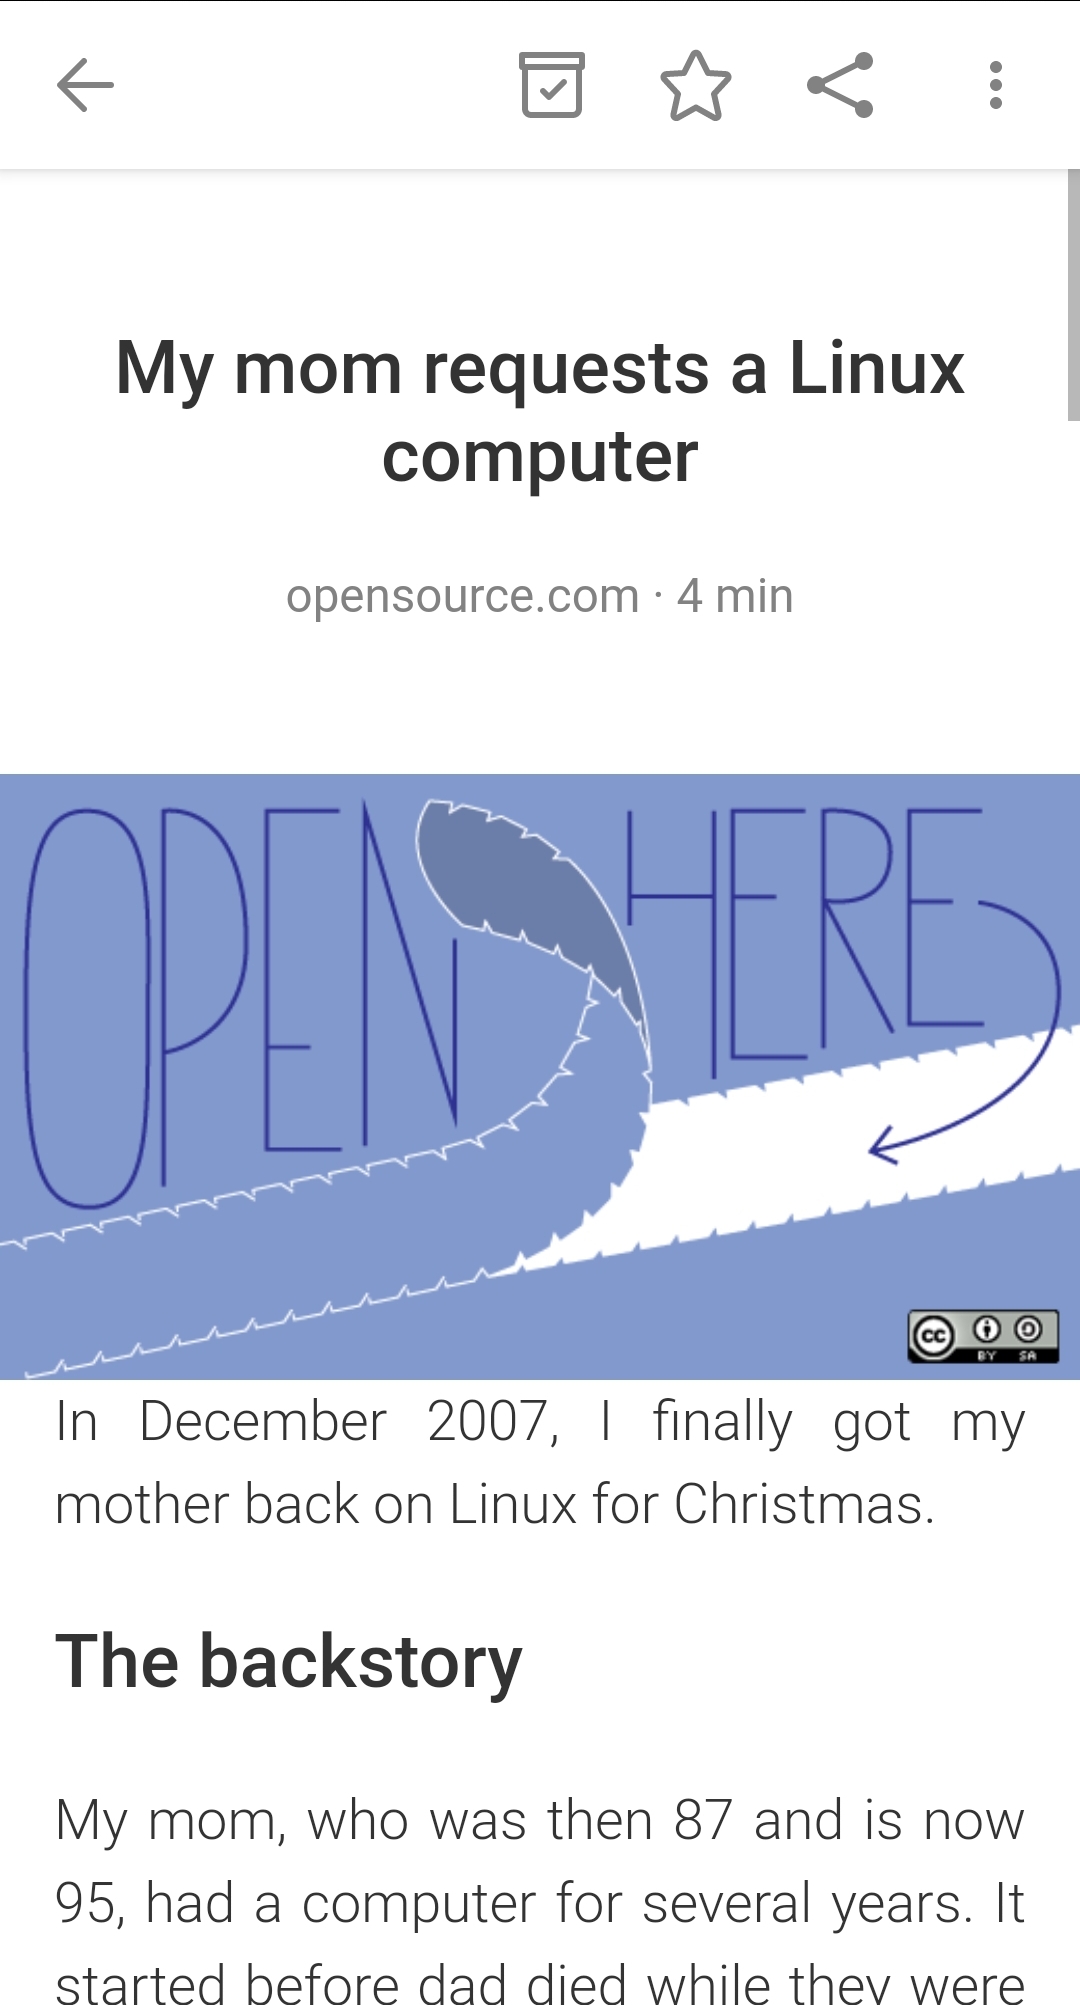 My mom requests a Linux
computer
opensource.com · 4 min
OPEN HERE
cc BY SA
In December 2007, I finally got my
mother back on Linux for Christmas.
The backstory
My mom, who was then 87 and is now
95, had a computer for several years. It
started before dad died while they were